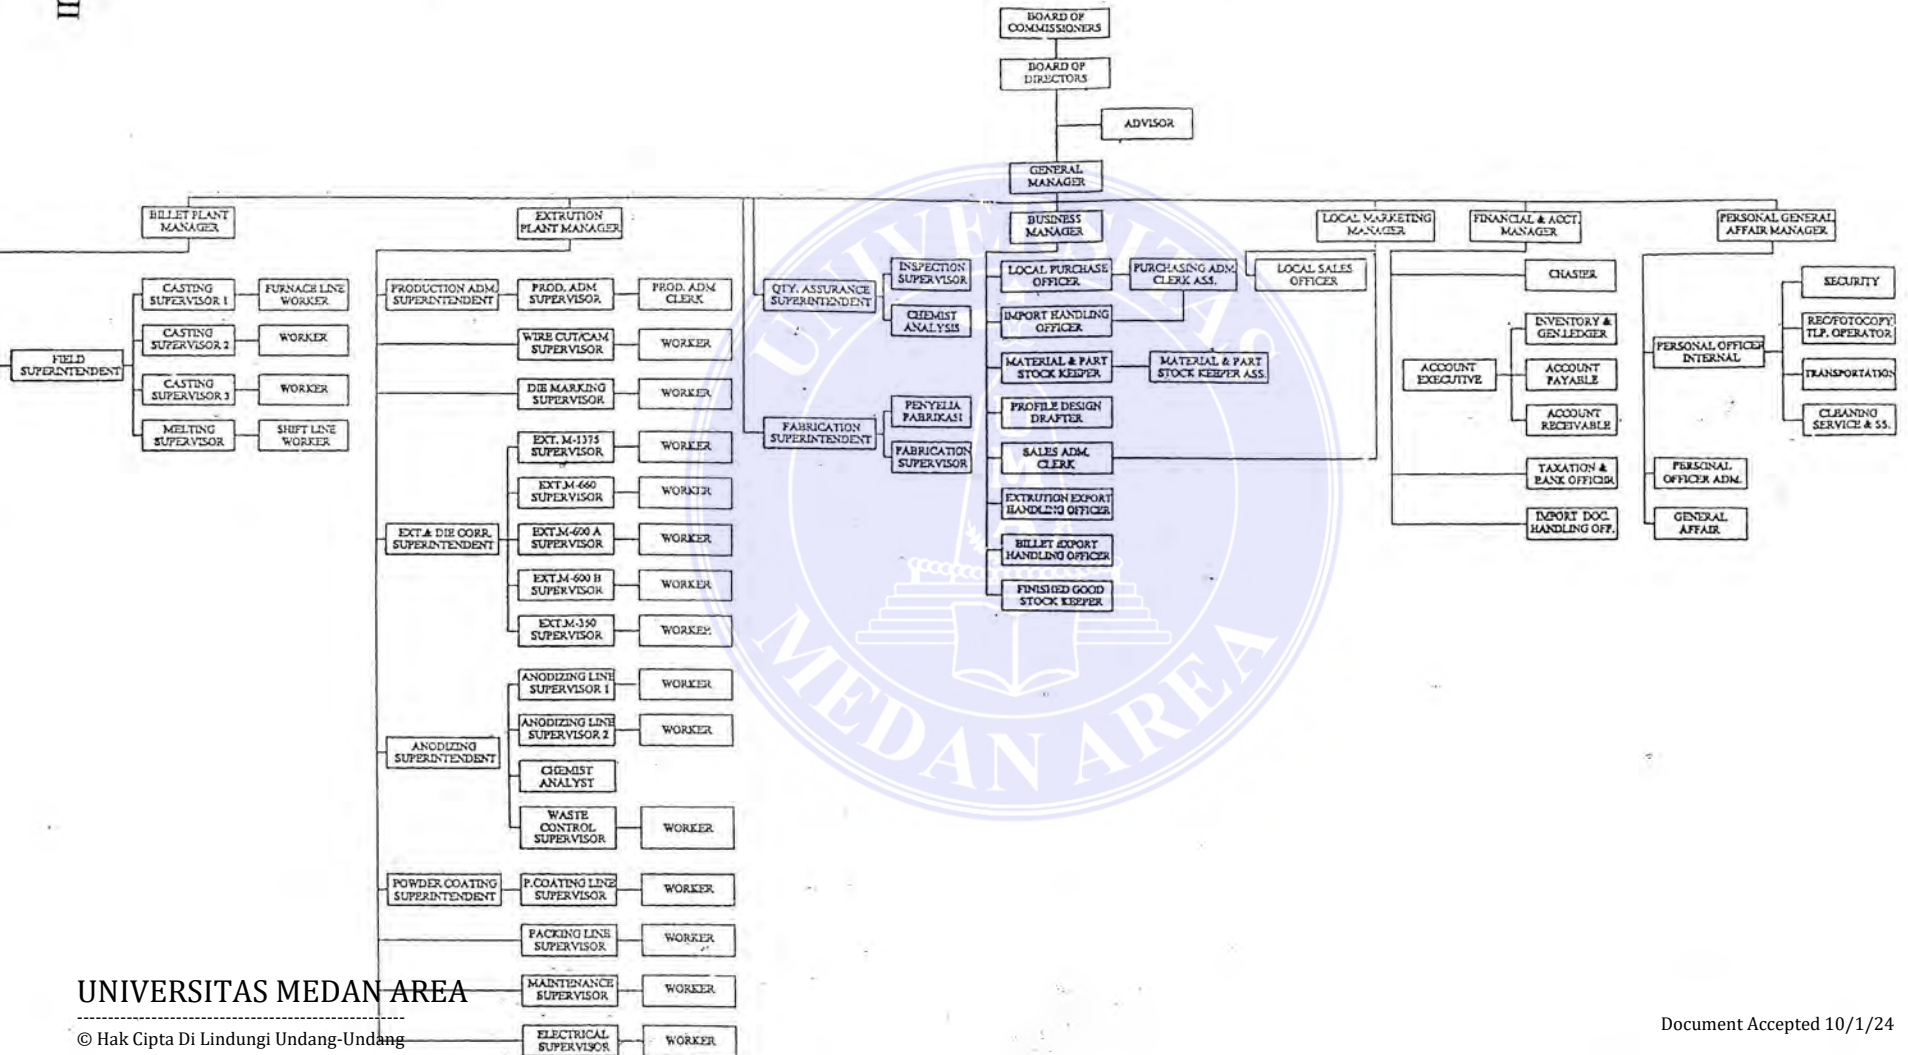 II
BOARD OF
COMMISSIONERS
BOARD OF
DIRECTORS
ADVISOR
GENERAL
MANAGER
BILLET PLANT
MANAGER
EXTRUTION
PLANT MANAGER
BUSINESS
MANAGER
LOCAL MARKETING
MANAGER
FINANCIAL & ACCT.
MANAGER
PERSONAL GENERAL
AFFAIR MANAGER
FIELD
SUPERINTENDENT
CASTING
SUPERVISOR 1
FURNACE LINE
WORKER
CASTING
SUPERVISOR 2
WORKER
CASTING
SUPERVISOR 3
WORKER
MELTING
SUPERVISOR
SHIFT LINE
WORKER
PRODUCTION ADM.
SUPERINTENDENT
PROD. ADM
SUPERVISOR
PROD. ADM
CLERK
WIRE CUT/CAM
SUPERVISOR
WORKER
DIE MARKING
SUPERVISOR
WORKER
EXT.& DIE CORR.
SUPERINTENDENT
EXT. M-1375
SUPERVISOR
WORKER
EXT.M-660
SUPERVISOR
WORKER
EXT.M-600 A
SUPERVISOR
WORKER
EXT.M-600 B
SUPERVISOR
WORKER
EXT.M-350
SUPERVISOR
WORKER
ANODIZING
SUPERINTENDENT
ANODIZING LINE
SUPERVISOR 1
WORKER
ANODIZING LINE
SUPERVISOR 2
WORKER
CHEMIST
ANALYST
WASTE
CONTROL
SUPERVISOR
WORKER
POWDER COATING
SUPERINTENDENT
P.COATING LINE
SUPERVISOR
WORKER
PACKING LINE
SUPERVISOR
WORKER
MAINTENANCE
SUPERVISOR
WORKER
ELECTRICAL
SUPERVISOR
WORKER
QTY. ASSURANCE
SUPERINTENDENT
INSPECTION
SUPERVISOR
CHEMIST
ANALYSIS
FABRICATION
SUPERINTENDENT
PENYELIA
PABRIKASI
FABRICATION
SUPERVISOR
LOCAL PURCHASE
OFFICER
PURCHASING ADM.
CLERK ASS.
IMPORT HANDLING
OFFICER
MATERIAL & PART
STOCK KEEPER
MATERIAL & PART
STOCK KEEPER ASS.
PROFILE DESIGN
DRAFTER
SALES ADM.
CLERK
EXTRUTION EXPORT
HANDLING OFFICER
BILLET EXPORT
HANDLING OFFICER
FINISHED GOOD
STOCK KEEPER
LOCAL SALES
OFFICER
CHASIER
ACCOUNT
EXECUTIVE
INVENTORY &
GEN.LEDGER
ACCOUNT
PAYABLE
ACCOUNT
RECEIVABLE
TAXATION &
BANK OFFICER
IMPORT DOC.
HANDLING OFF.
PERSONAL OFFICER
INTERNAL
SECURITY
REC/FOTOCOPY
TLP. OPERATOR
TRANSPORTATION
CLEANING
SERVICE & SS.
PERSONAL
OFFICER ADM.
GENERAL
AFFAIR
UNIVERSITAS
MEDAN AREA
UNIVERSITAS MEDAN AREA
© Hak Cipta Di Lindungi Undang-Undang
Document Accepted 10/1/24